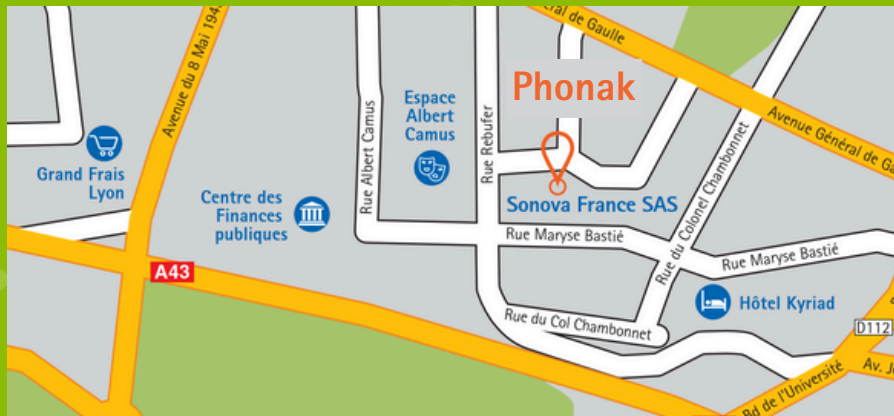 Avenue du 8 Mai 1945
éral de Gaulle
Phonak
Espace
Albert
Camus
Rue Albert Camus
Rue Rebufer
Avenue Général de Ga
Grand Frais
Lyon
Centre des
Finances
publiques
Sonova France SAS
Rue du Colonel Chambonnet
Rue Maryse Bastié
Rue Maryse Bastié
A43
Hôtel Kyriad
Rue du Col Chambonnet
D112
Bd de l'Université
Av. J